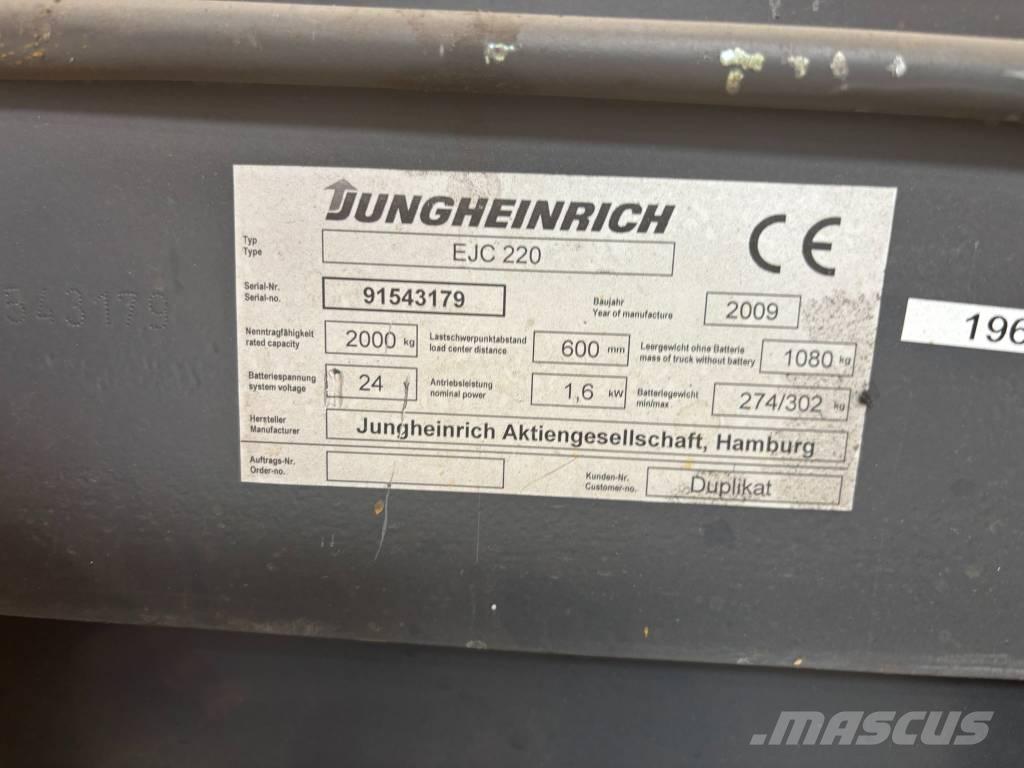 JUNGHEINRICH
CE
Typ
Type
EJC 220
Serial-Nr.
Serial-no.
91543179
Baujahr
Year of manufacture
2009
Nenntragfähigkeit
rated capacity
2000 kg
Lastschwerpunktabstand
load center distance
600 mm
Leergewicht ohne Batterie
mass of truck without battery
1080 kg
Batteriespannung
system voltage
24
Antriebsleistung
nominal power
1,6 kW
Batteriegewicht
min/max
274/302 kg
Hersteller
Manufacturer
Jungheinrich Aktiengesellschaft, Hamburg
Auftrags-Nr.
Order-no.
Kunden-Nr.
Customer-no.
Duplikat
543179
196
MASCUS